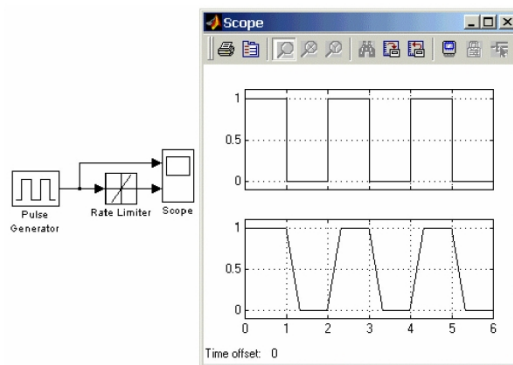 Scope
1
0.5
0
1
0.5
0
0 1 2 3 4 5 6
Time offset: 0
Pulse
Generator
Rate Limiter
Scope